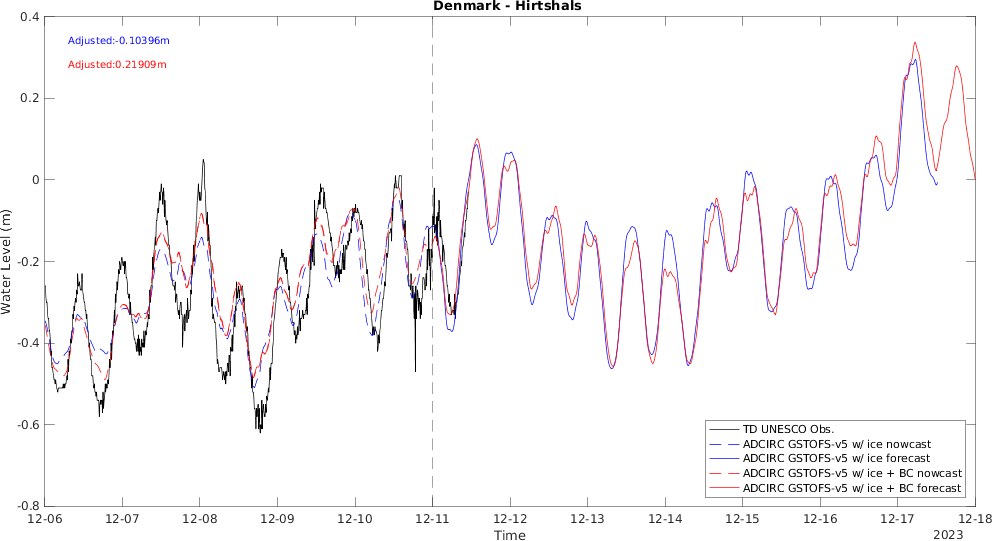 Denmark - Hirtshals
Adjusted:-0.10396m
Adjusted:0.21909m
Water Level (m)
0.4
0.2
0
-0.2
-0.4
-0.6
-0.8
TD UNESCO Obs.
ADCIRC GSTOFS-v5 w/ ice nowcast
ADCIRC GSTOFS-v5 w/ ice forecast
ADCIRC GSTOFS-v5 w/ ice + BC nowcast
ADCIRC GSTOFS-v5 w/ ice + BC forecast
12-06 12-07 12-08 12-09 12-10 12-11 12-12 12-13 12-14 12-15 12-16 12-17 12-18
Time
2023